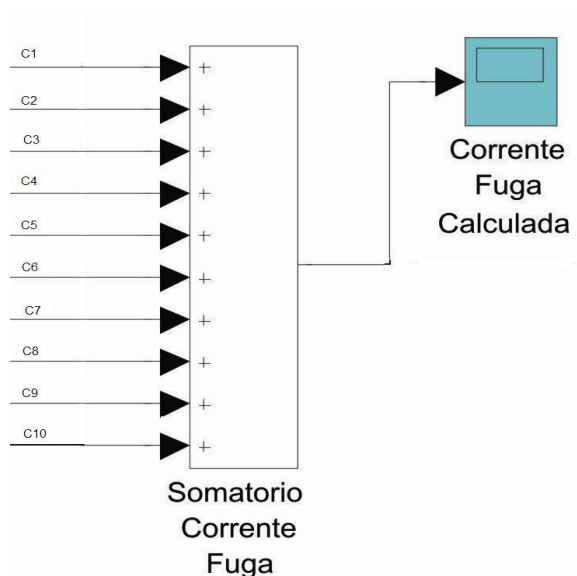 C1
+
C2
+
C3
+
C4
+
C5
+
C6
+
C7
+
C8
+
C9
+
C10
+
Somatorio
Corrente
Fuga
Corrente
Fuga
Calculada